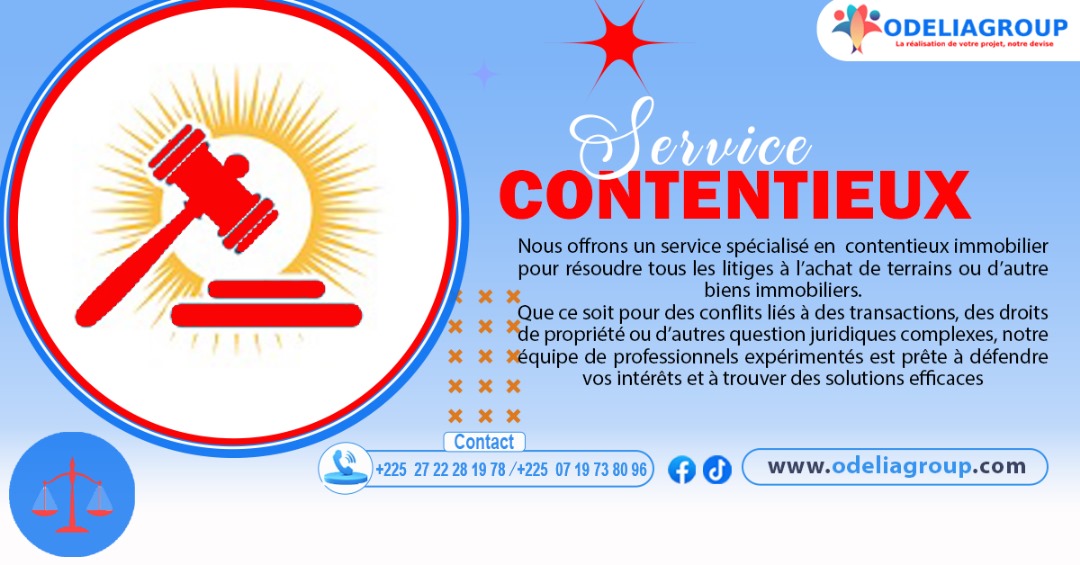 ODELIAGROUP
La réalisation de votre projet, notre devise
Service
CONTENTIEUX
Nous offrons un service spécialisé en contentieux immobilier
pour résoudre tous les litiges à l'achat de terrains ou d'autre
biens immobiliers.
Que ce soit pour des conflits liés à des transactions, des droits
de propriété ou d'autres question juridiques complexes, notre
équipe de professionnels expérimentés est prête à défendre
vos intérêts et à trouver des solutions efficaces
Contact
+225 27 22 28 19 78 /+225 07 19 73 80 96
www.odeliagroup.com